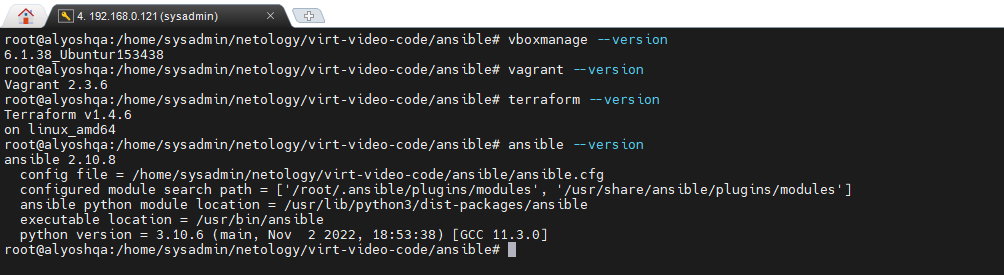 4. 192.168.0.121 (sysadmin)
root@alyoshqa:/home/sysadmin/netology/virt-video-code/ansible# vboxmanage --version
6.1.38_Ubuntur153438
root@alyoshqa:/home/sysadmin/netology/virt-video-code/ansible# vagrant --version
Vagrant 2.3.6
root@alyoshqa:/home/sysadmin/netology/virt-video-code/ansible# terraform --version
Terraform v1.4.6
on linux_amd64
root@alyoshqa:/home/sysadmin/netology/virt-video-code/ansible# ansible --version
ansible 2.10.8
  config file = /home/sysadmin/netology/virt-video-code/ansible/ansible.cfg
  configured module search path = ['/root/.ansible/plugins/modules', '/usr/share/ansible/plugins/modules']
  ansible python module location = /usr/lib/python3/dist-packages/ansible
  executable location = /usr/bin/ansible
  python version = 3.10.6 (main, Nov  2 2022, 18:53:38) [GCC 11.3.0]
root@alyoshqa:/home/sysadmin/netology/virt-video-code/ansible#